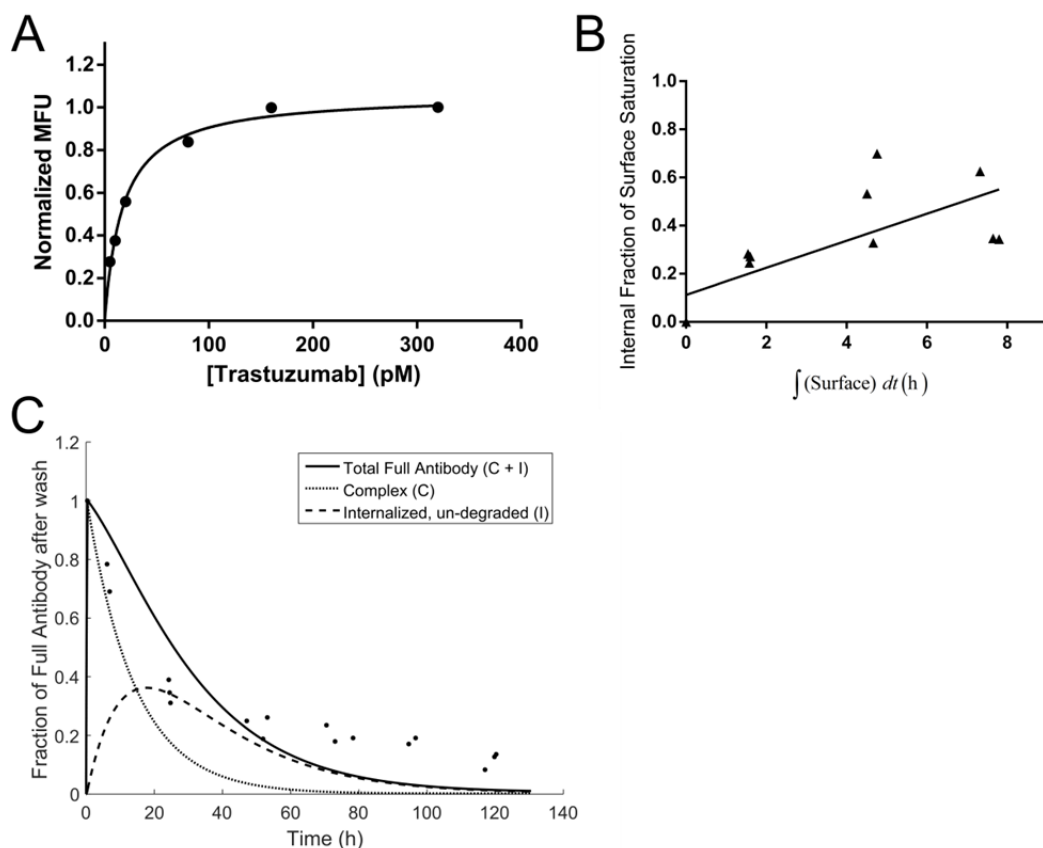 A
Normalized MFU
1.2
1.0
0.8
0.6
0.4
0.2
0.0
0 100 200 300 400
[Trastuzumab] (pM)
B
Internal Fraction of Surface Saturation
1.0
0.8
0.6
0.4
0.2
0.0
0 2 4 6 8
∫(Surface) dt(h)
C
Fraction of Full Antibody after wash
1.2
1
0.8
0.6
0.4
0.2
0
Total Full Antibody (C + I)
Complex (C)
Internalized, un-degraded (I)
0 20 40 60 80 100 120 140
Time (h)